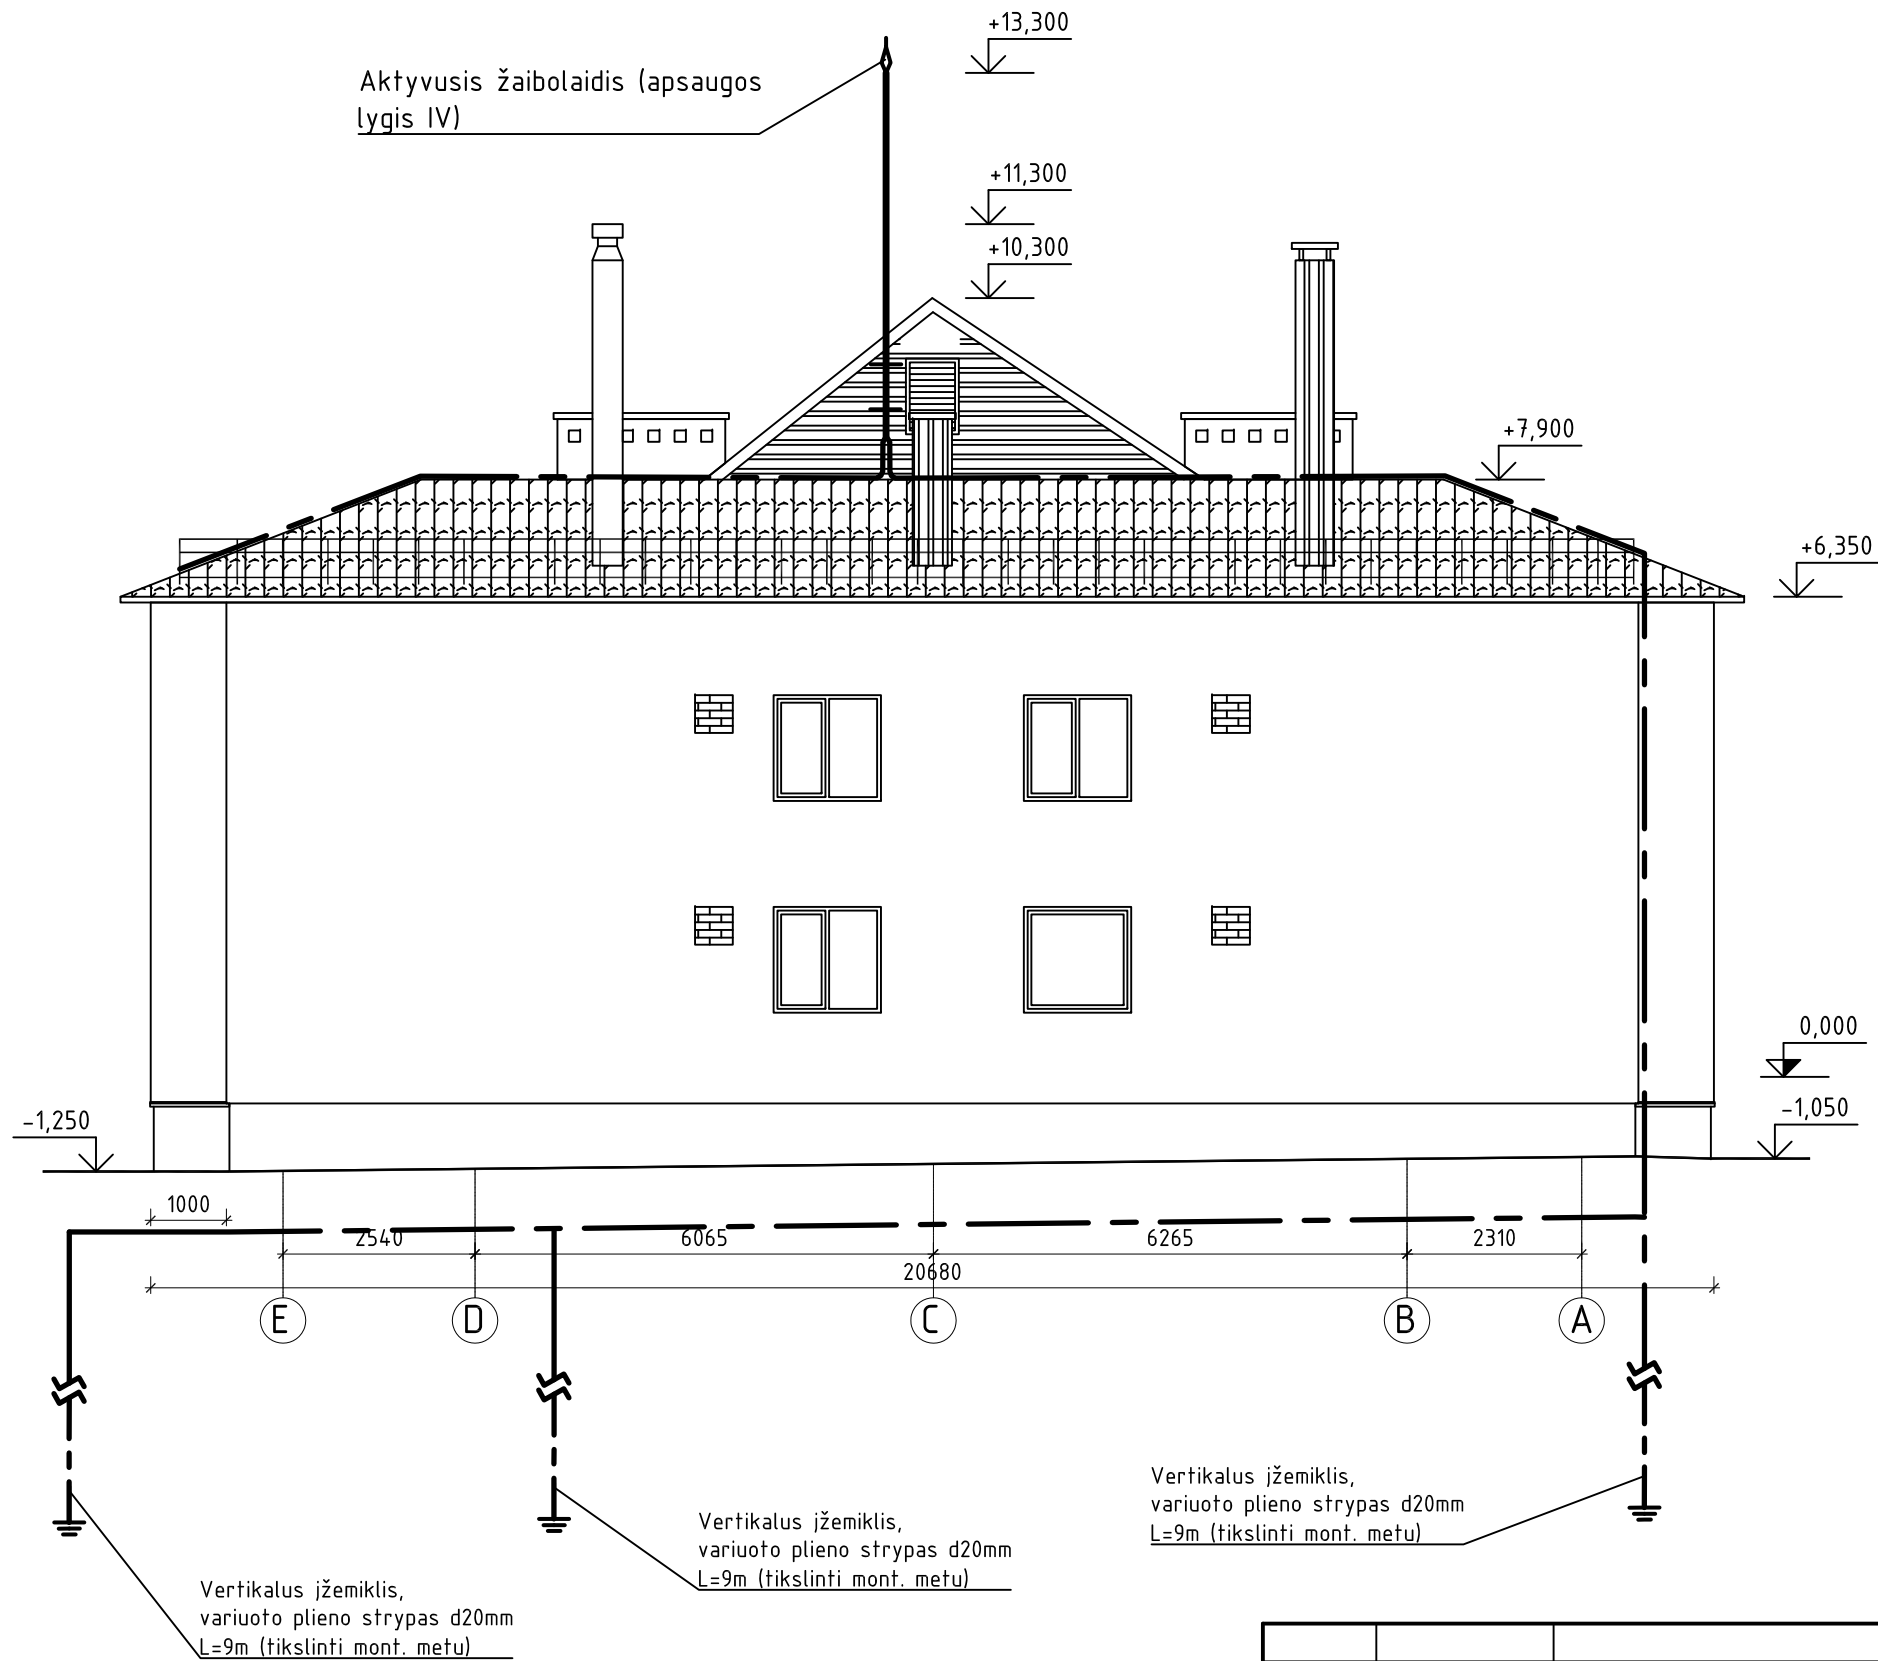 +13,300
Aktyvusis žaibolaidis (apsaugos
lygis IV)
+11,300
+10,300
+7,900
+6,350
0,000
-1,250
-1,050
1000
2540
6065
6265
2310
20680
E
D
C
B
A
Vertikalus įžemiklis,
variuoto plieno strypas d20mm
L=9m (tikslinti mont. metu)
Vertikalus įžemiklis,
variuoto plieno strypas d20mm
L=9m (tikslinti mont. metu)
Vertikalus įžemiklis,
variuoto plieno strypas d20mm
L=9m (tikslinti mont. metu)